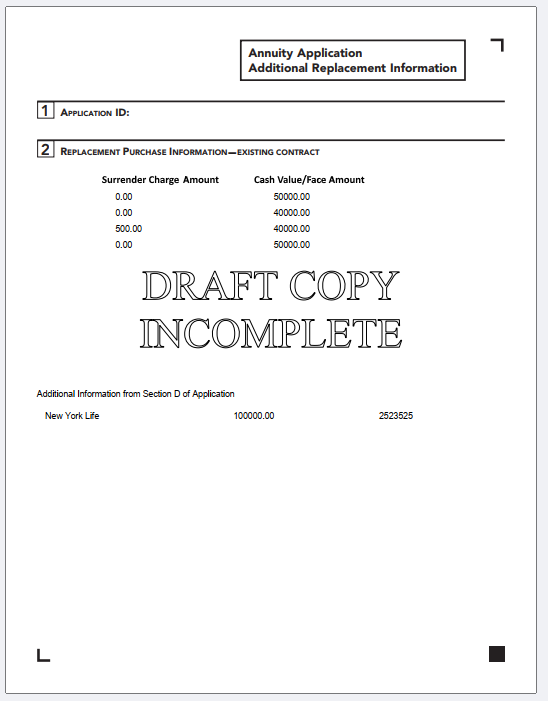 Annuity Application
Additional Replacement Information
1 Application ID:
2 Replacement Purchase Information—existing contract
Surrender Charge Amount Cash Value/Face Amount
0.00 50000.00
0.00 40000.00
500.00 40000.00
0.00 50000.00
DRAFT COPY
INCOMPLETE
Additional Information from Section D of Application
New York Life 100000.00 2523525